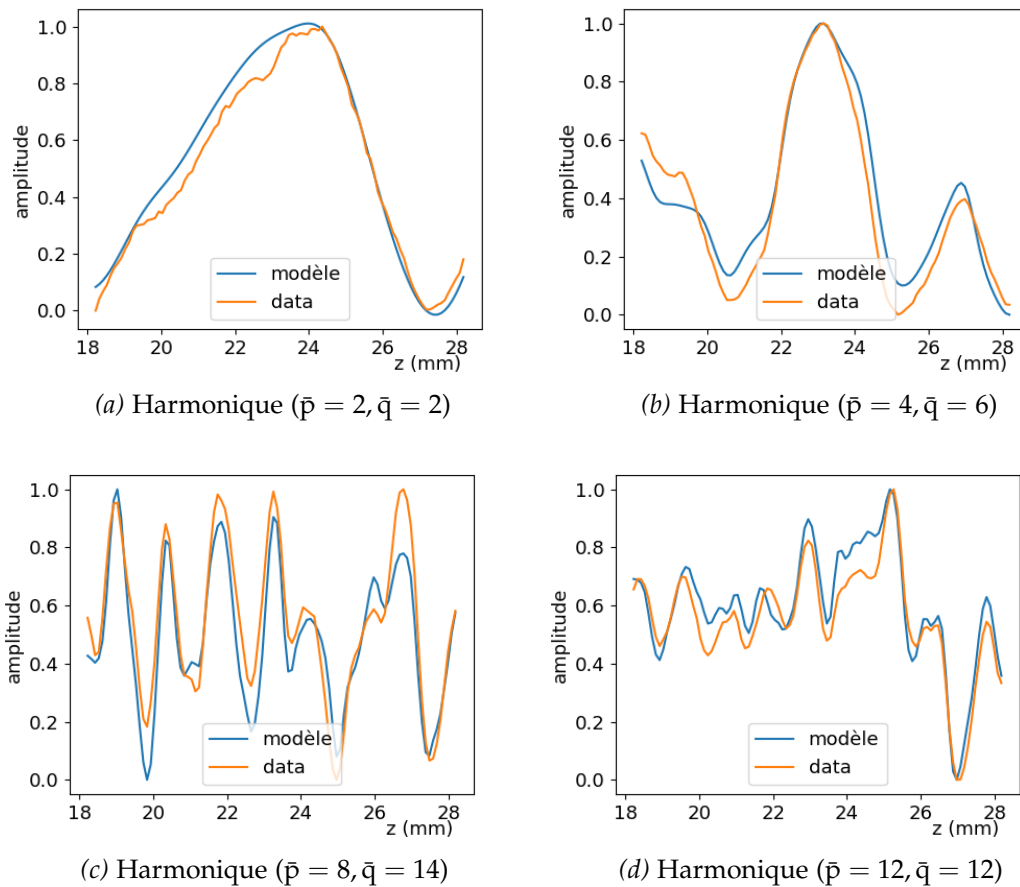 1.0
0.8
0.6
0.4
0.2
0.0
amplitude
modèle
data
18 20 22 24 26 28
z (mm)
(a) Harmonique (p̄ = 2, q̄ = 2)
1.0
0.8
0.6
0.4
0.2
0.0
amplitude
modèle
data
18 20 22 24 26 28
z (mm)
(b) Harmonique (p̄ = 4, q̄ = 6)
1.0
0.8
0.6
0.4
0.2
0.0
amplitude
modèle
data
18 20 22 24 26 28
z (mm)
(c) Harmonique (p̄ = 8, q̄ = 14)
1.0
0.8
0.6
0.4
0.2
0.0
amplitude
modèle
data
18 20 22 24 26 28
z (mm)
(d) Harmonique (p̄ = 12, q̄ = 12)